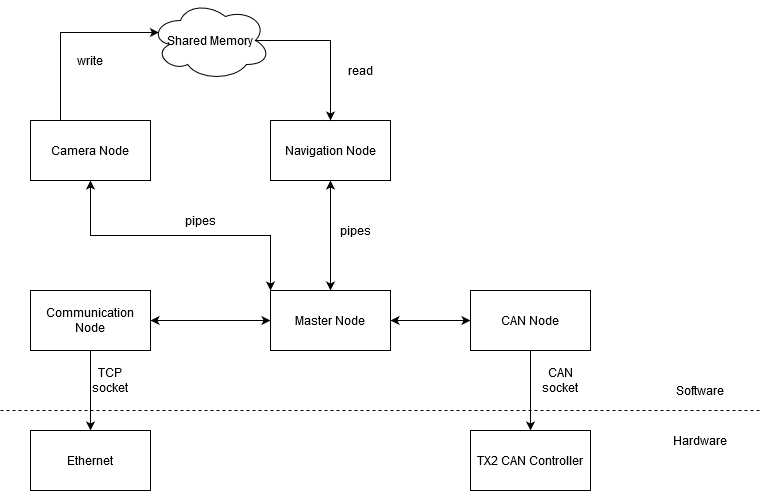 Shared Memory
write
read
Camera Node
Navigation Node
pipes
pipes
Communication
Node
Master Node
CAN Node
TCP
socket
CAN
socket
Software
Hardware
Ethernet
TX2 CAN Controller